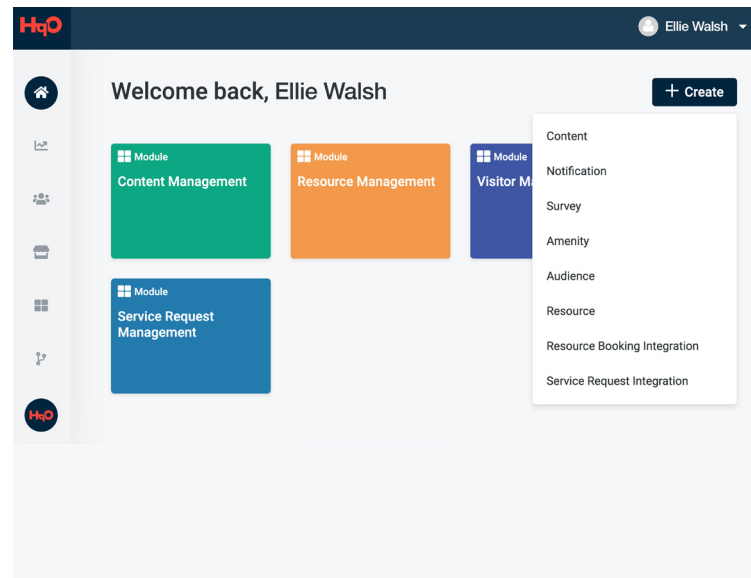 HqO
Ellie Walsh
Welcome back, Ellie Walsh
+ Create
Module
Content Management
Module
Resource Management
Module
Visitor M
Content
Notification
Survey
Amenity
Audience
Resource
Resource Booking Integration
Service Request Integration
Module
Service Request
Management
HqO